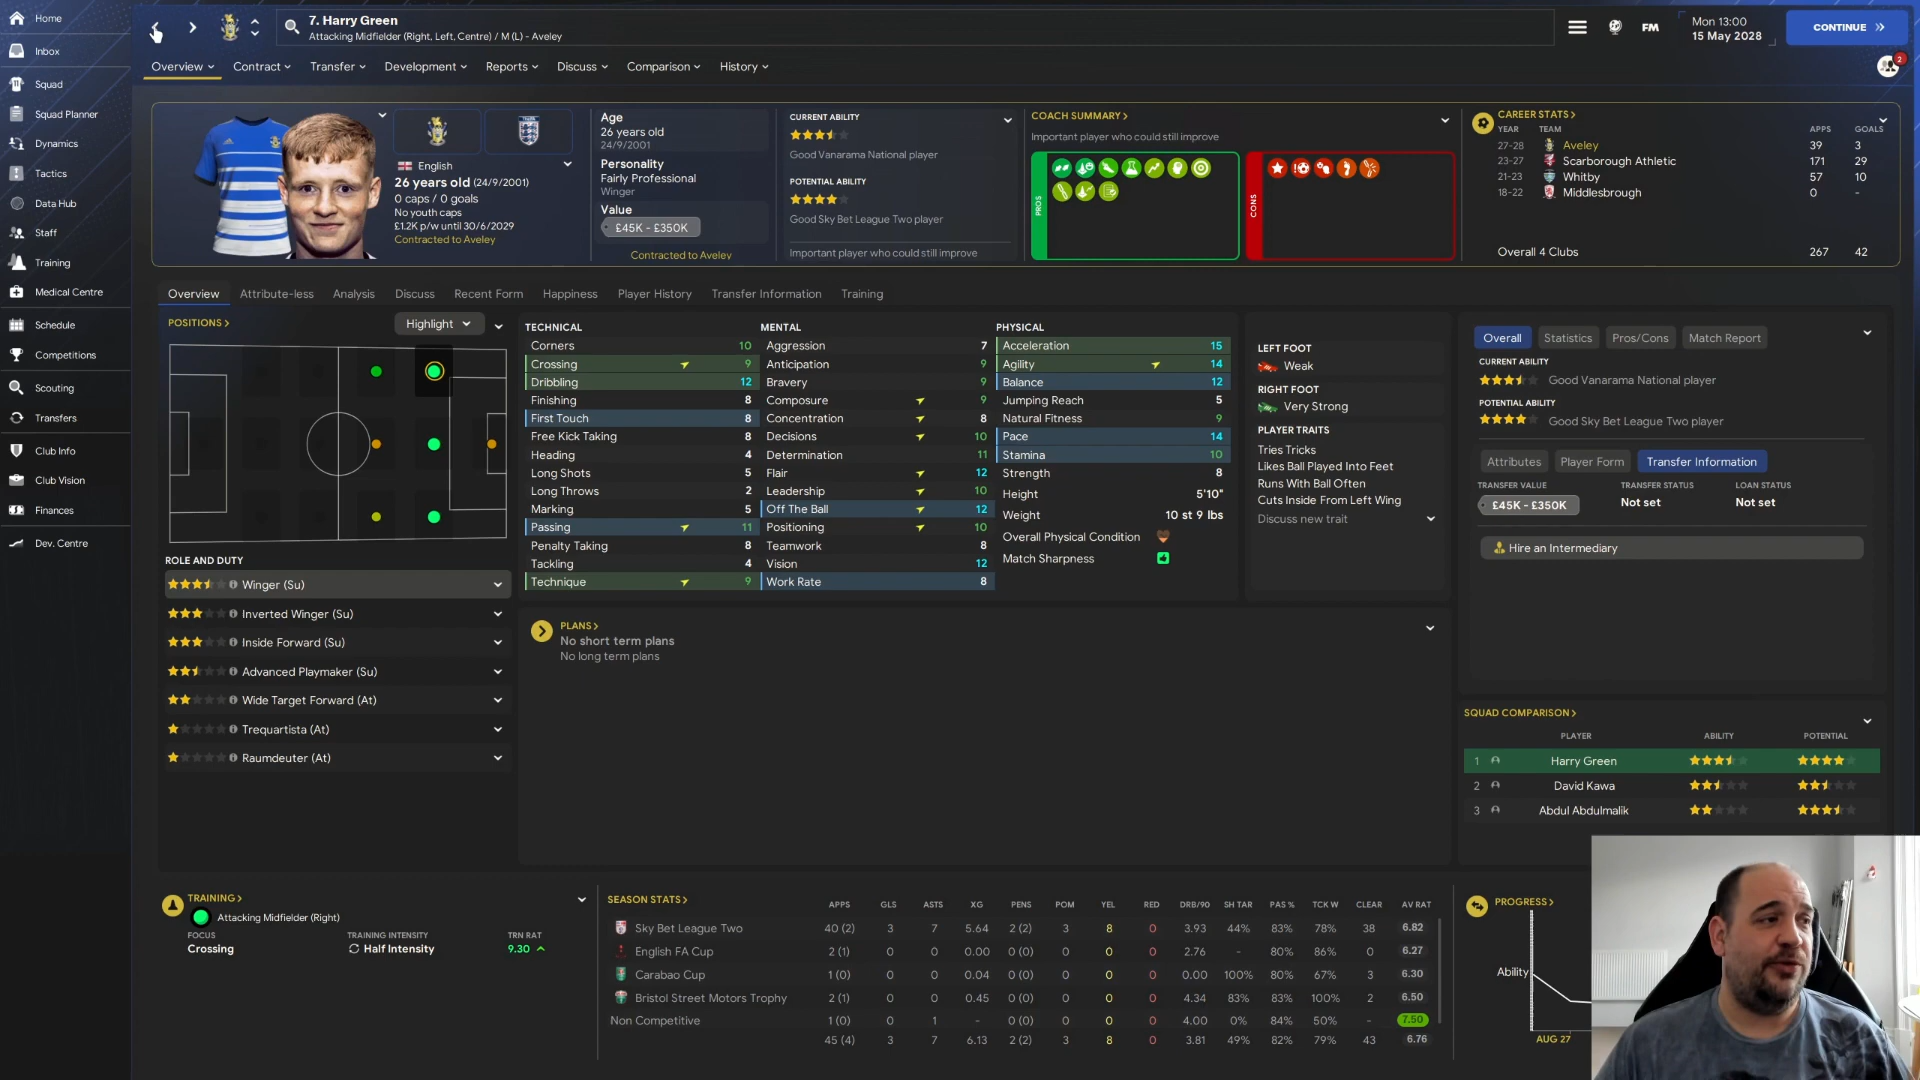 Home
Inbox
Squad
Squad Planner
Dynamics
Tactics
Data Hub
Staff
Training
Medical Centre
Schedule
Competitions
Scouting
Transfers
Club Info
Club Vision
Finances
Dev. Centre
7. Harry Green
Attacking Midfielder (Right, Left, Centre) / M (L) - Aveley
FM
Mon 13:00
15 May 2028
CONTINUE
2
Overview Contract Transfer Development Reports Discuss Comparison History
English
26 years old (24/9/2001)
0 caps / 0 goals
No youth caps
£1.2K p/w until 30/6/2029
Contracted to Aveley
Age
26 years old
24/9/2001
Personality
Fairly Professional
Winger
Value
£45K - £350K
Contracted to Aveley
CURRENT ABILITY
Good Vanarama National player
POTENTIAL ABILITY
Good Sky Bet League Two player
Important player who could still improve
COACH SUMMARY
Important player who could still improve
PROS
CONS
CAREER STATS
YEAR TEAM APPS GOALS
27-28 Aveley 39 3
23-27 Scarborough Athletic 171 29
21-23 Whitby 57 10
18-22 Middlesbrough 0 -
Overall 4 Clubs 267 42
Overview Attribute-less Analysis Discuss Recent Form Happiness Player History Transfer Information Training
POSITIONS
Highlight
ROLE AND DUTY
Winger (Su)
Inverted Winger (Su)
Inside Forward (Su)
Advanced Playmaker (Su)
Wide Target Forward (At)
Trequartista (At)
Raumdeuter (At)
TECHNICAL
Corners 10
Crossing 9
Dribbling 12
Finishing 8
First Touch 8
Free Kick Taking 8
Heading 4
Long Shots 5
Long Throws 2
Marking 5
Passing 11
Penalty Taking 8
Tackling 4
Technique 9
MENTAL
Aggression 7
Anticipation 9
Bravery 9
Composure 9
Concentration 8
Decisions 10
Determination 11
Flair 12
Leadership 10
Off The Ball 12
Positioning 10
Teamwork 8
Vision 12
Work Rate 8
PHYSICAL
Acceleration 15
Agility 14
Balance 12
Jumping Reach 5
Natural Fitness 9
Pace 14
Stamina 10
Strength 8
Height 5'10"
Weight 10 st 9 lbs
Overall Physical Condition
Match Sharpness
LEFT FOOT
Weak
RIGHT FOOT
Very Strong
PLAYER TRAITS
Tries Tricks
Likes Ball Played Into Feet
Runs With Ball Often
Cuts Inside From Left Wing
Discuss new trait
PLANS
No short term plans
No long term plans
Overall Statistics Pros/Cons Match Report
CURRENT ABILITY
Good Vanarama National player
POTENTIAL ABILITY
Good Sky Bet League Two player
Attributes Player Form Transfer Information
TRANSFER VALUE TRANSFER STATUS LOAN STATUS
£45K - £350K Not set Not set
Hire an Intermediary
SQUAD COMPARISON
PLAYER ABILITY POTENTIAL
1 Harry Green
2 David Kawa
3 Abdul Abdulmalik
TRAINING
Attacking Midfielder (Right)
FOCUS TRAINING INTENSITY TRN RAT
Crossing Half Intensity 9.30
SEASON STATS APPS GLS ASTS XG PENS POM YEL RED DRB/90 SH TAR PAS % TCK W CLEAR AV RAT
Sky Bet League Two 40 (2) 3 7 5.64 2 (2) 3 8 0 3.93 44% 83% 78% 38 6.82
English FA Cup 2 (1) 0 0 0.00 0 (0) 0 0 0 2.76 - 80% 86% 0 6.27
Carabao Cup 1 (0) 0 0 0.04 0 (0) 0 0 0 0.00 100% 80% 67% 3 6.30
Bristol Street Motors Trophy 2 (1) 0 0 0.45 0 (0) 0 0 0 4.34 83% 83% 100% 2 6.50
Non Competitive 1 (0) 0 1 - 0 (0) 0 0 0 4.00 0% 84% 50% - 7.50
45 (4) 3 7 6.13 2 (2) 3 8 0 3.81 49% 82% 79% 43 6.76
PROGRESS
Ability
AUG 27